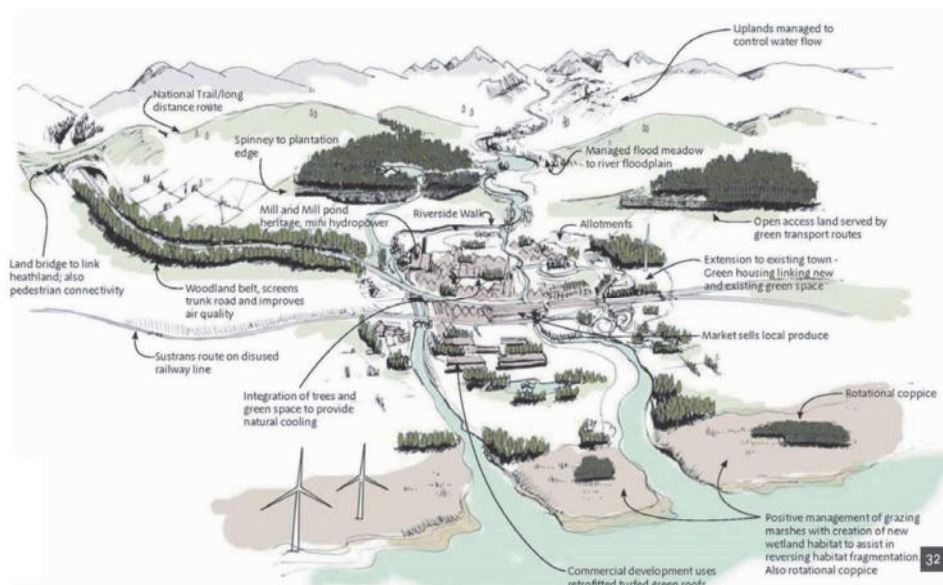 Uplands managed to
control water flow
National Trail/long
distance route
Spinney to plantation
edge
Managed flood meadow
to river floodplain
Mill and Mill pond
heritage, mini hydropower
Riverside Walk
Allotments
Open access land served by
green transport routes
Land bridge to link
heathland; also
pedestrian connectivity
Woodland belt, screens
trunk road and improves
air quality
Extension to existing town -
Green housing linking new
and existing green space
Sustrans route on disused
railway line
Market sells local produce
Integration of trees and
green space to provide
natural cooling
Rotational coppice
Positive management of grazing
marshes with creation of new
wetland habitat to assist in
reversing habitat fragmentation.
Also rotational coppice
32
Commercial development uses
retrofitted turfed green roofs